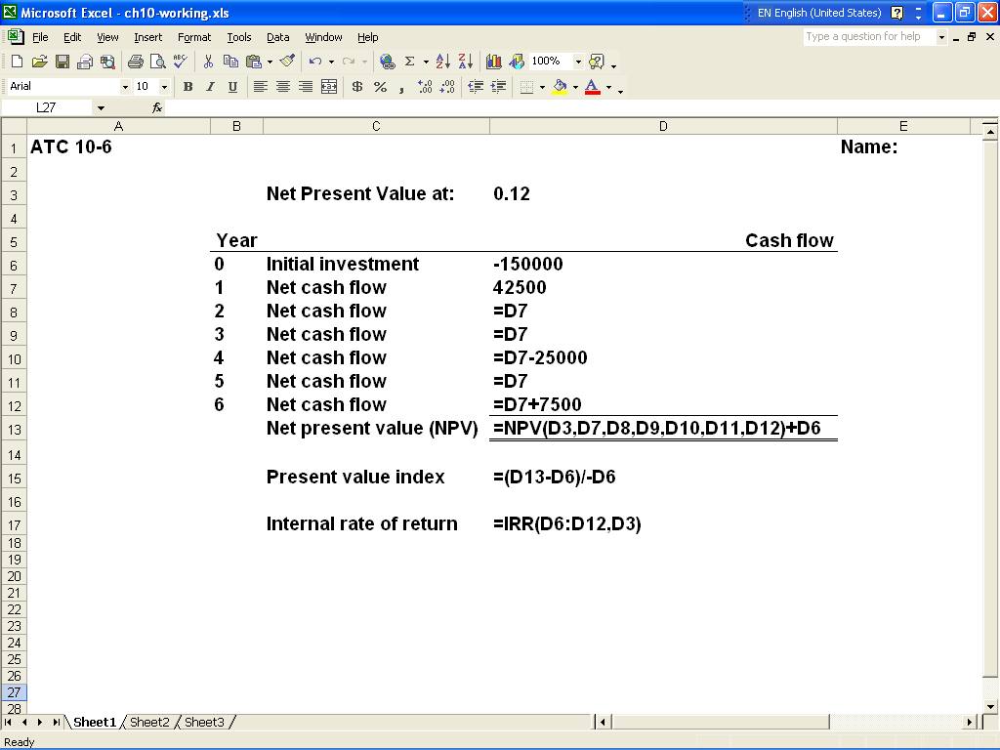 Microsoft Excel - ch10-working.xls EN English (United States)
File Edit View Insert Format Tools Data Window Help Type a question for help
100%
Arial 10 B I U $ % ,
L27 fx
A B C D E
1 ATC 10-6 Name:
2
3 Net Present Value at: 0.12
4
5 Year Cash flow
6 0 Initial investment -150000
7 1 Net cash flow 42500
8 2 Net cash flow =D7
9 3 Net cash flow =D7
10 4 Net cash flow =D7-25000
11 5 Net cash flow =D7
12 6 Net cash flow =D7+7500
13 Net present value (NPV) =NPV(D3,D7,D8,D9,D10,D11,D12)+D6
14
15 Present value index =(D13-D6)/-D6
16
17 Internal rate of return =IRR(D6:D12,D3)
18
19
20
21
22
23
24
25
26
27
28
Sheet1 Sheet2 Sheet3
Ready